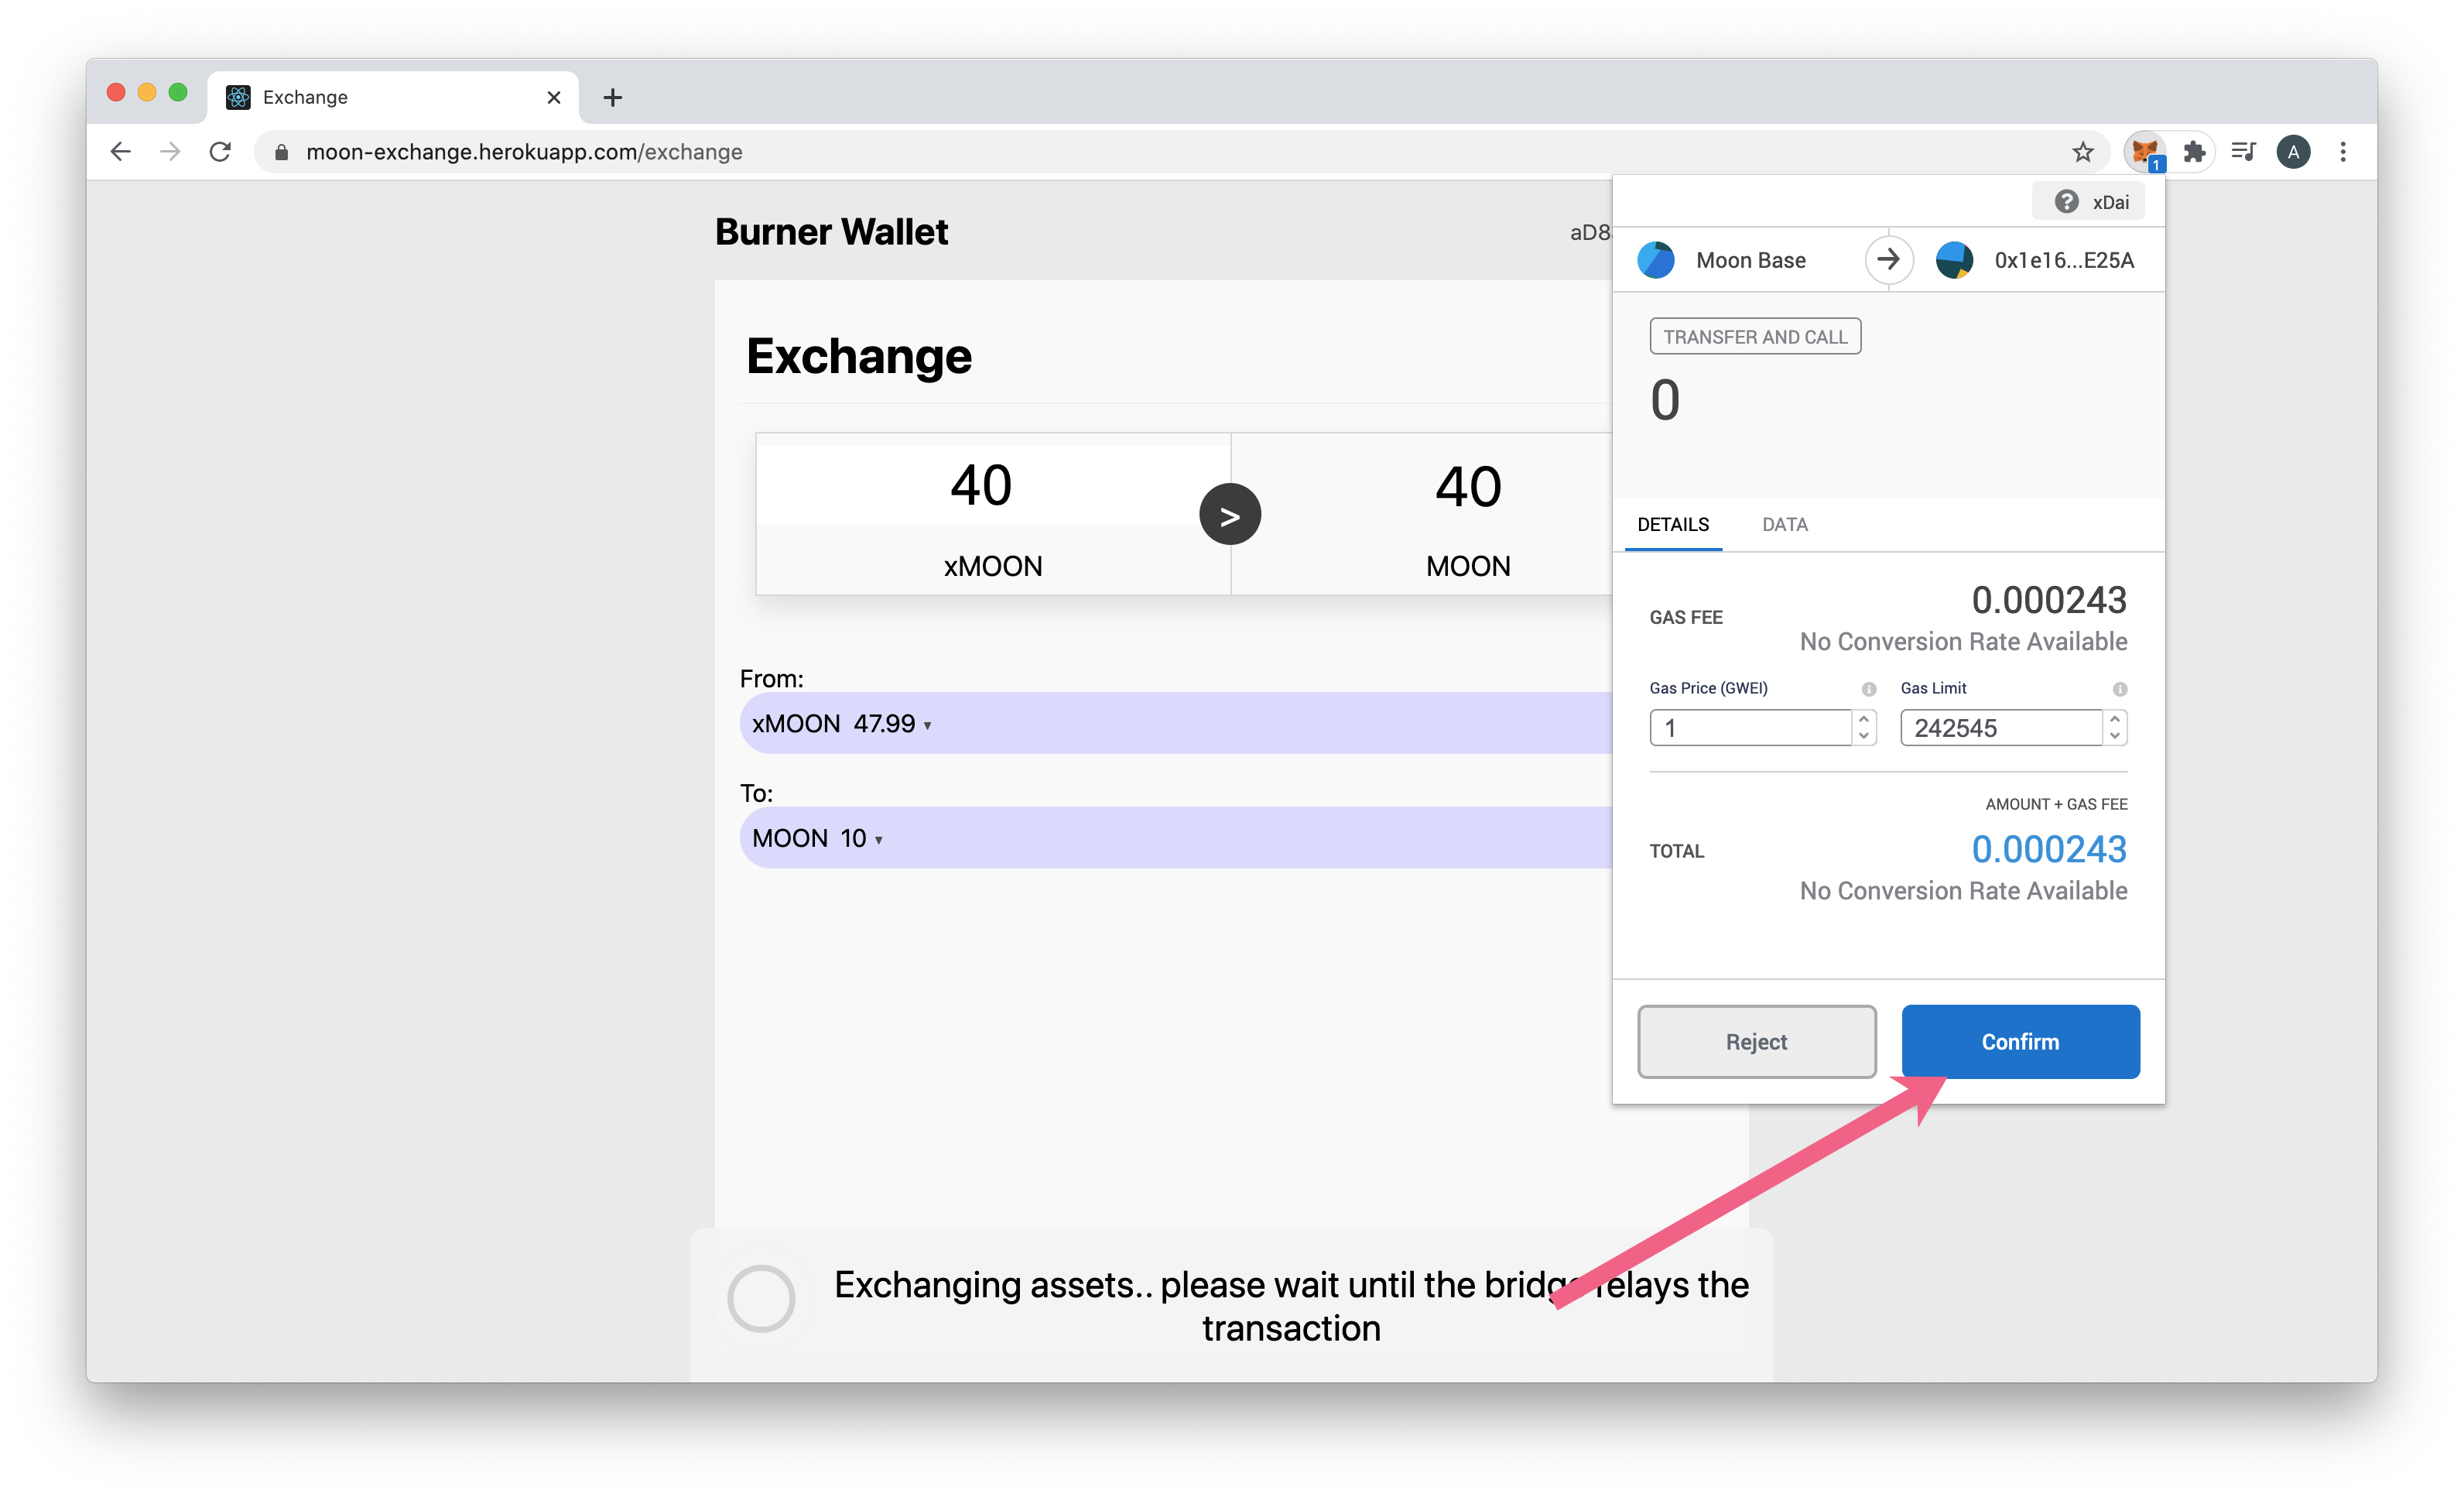 Exchange
moon-exchange.herokuapp.com/exchange
1
A
Burner Wallet
aD8
Exchange
40
40
>
xMOON
MOON
From:
xMOON 47.99
To:
MOON 10
Exchanging assets.. please wait until the bridge relays the
transaction
? xDai
Moon Base
0x1e16...E25A
TRANSFER AND CALL
0
DETAILS
DATA
GAS FEE
0.000243
No Conversion Rate Available
Gas Price (GWEI)
Gas Limit
1
242545
AMOUNT + GAS FEE
TOTAL
0.000243
No Conversion Rate Available
Reject
Confirm